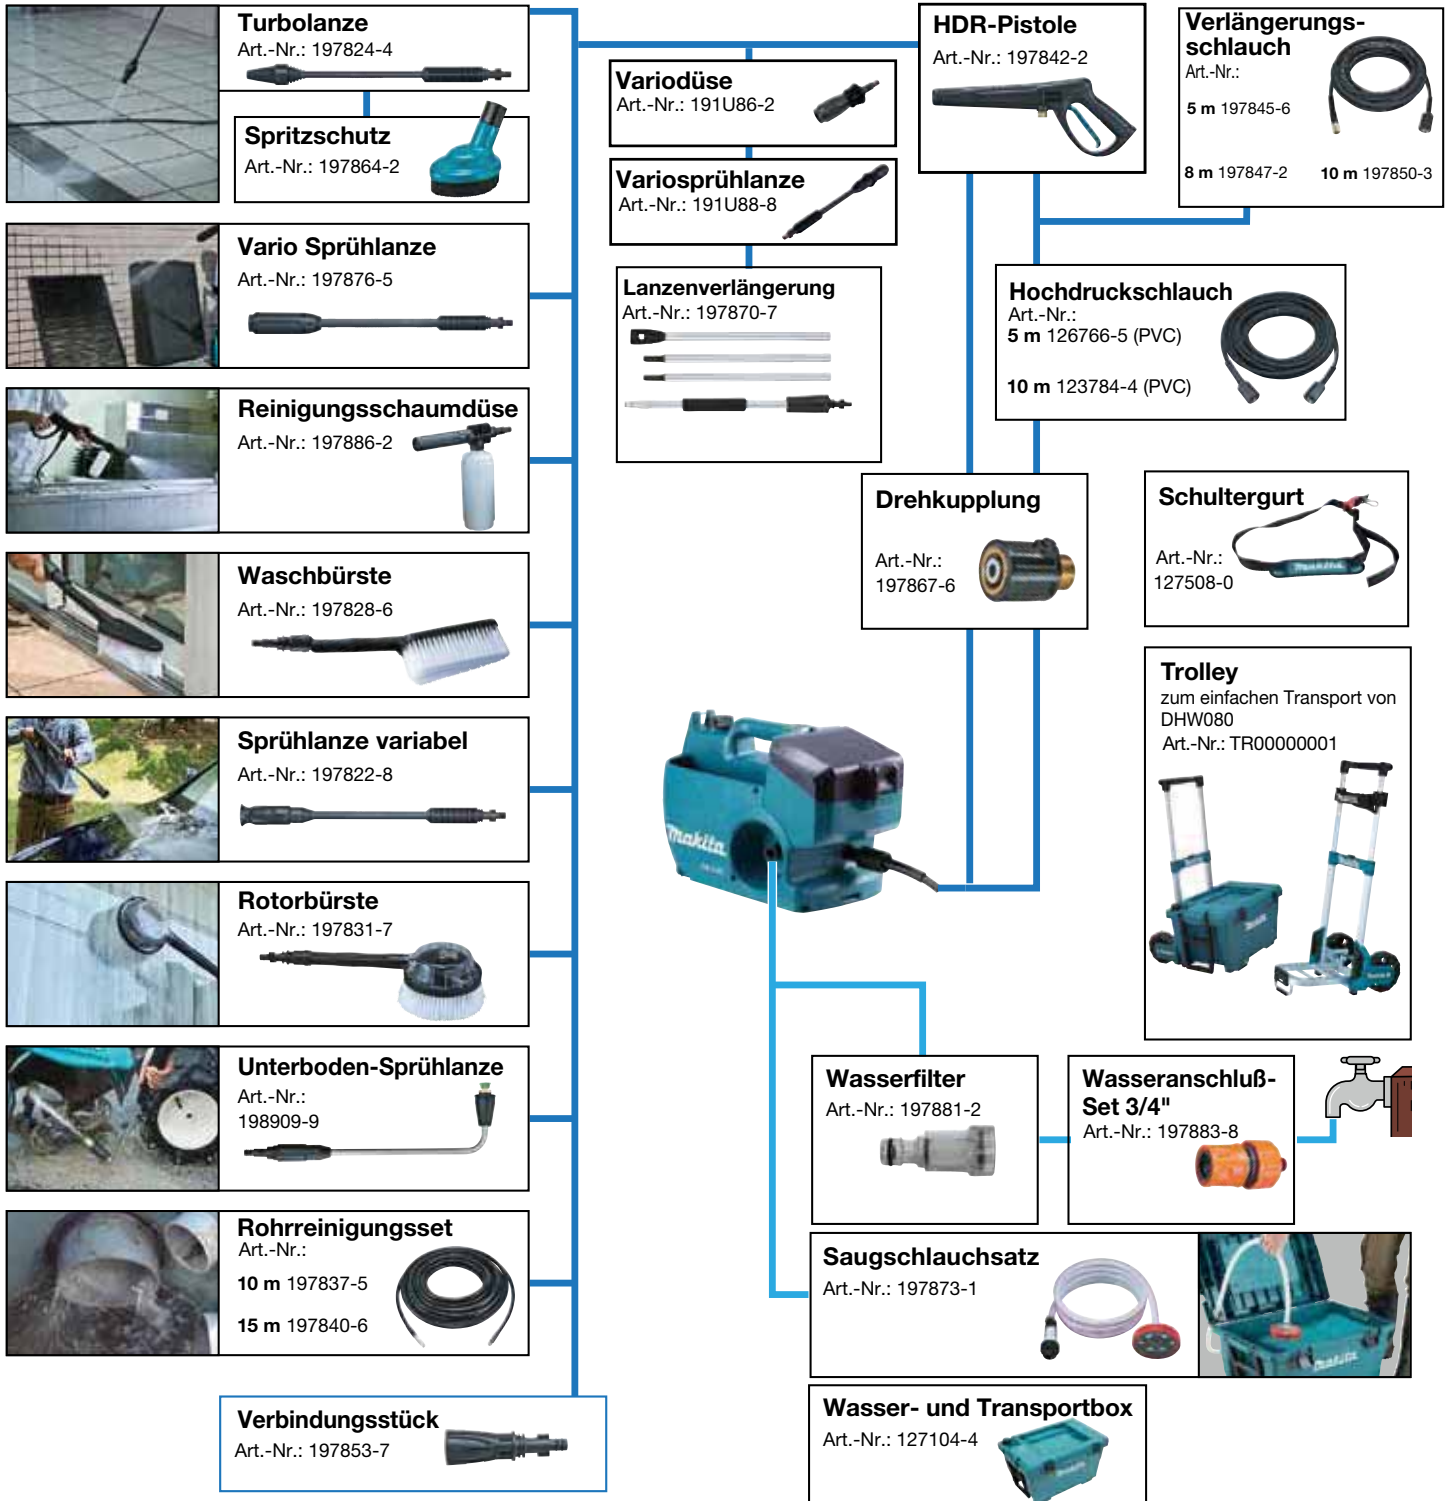 Turbolanze
Art.-Nr.: 197824-4
Spritzschutz
Art.-Nr.: 197864-2
Vario Sprühlanze
Art.-Nr.: 197876-5
Reinigungsschaumdüse
Art.-Nr.: 197886-2
Waschbürste
Art.-Nr.: 197828-6
Sprühlanze variabel
Art.-Nr.: 197822-8
Rotorbürste
Art.-Nr.: 197831-7
Unterboden-Sprühlanze
Art.-Nr.:
198909-9
Rohrreinigungsset
Art.-Nr.:
10 m 197837-5
15 m 197840-6
Verbindungsstück
Art.-Nr.: 197853-7
Variodüse
Art.-Nr.: 191U86-2
Variosprühlanze
Art.-Nr.: 191U88-8
Lanzenverlängerung
Art.-Nr.: 197870-7
HDR-Pistole
Art.-Nr.: 197842-2
Verlängerungs-
schlauch
Art.-Nr.:
5 m 197845-6
8 m 197847-2 10 m 197850-3
Hochdruckschlauch
Art.-Nr.:
5 m 126766-5 (PVC)
10 m 123784-4 (PVC)
Drehkupplung
Art.-Nr.:
197867-6
Schultergurt
Art.-Nr.:
127508-0
Makita
Trolley
zum einfachen Transport von
DHW080
Art.-Nr.: TR00000001
Makita
Wasserfilter
Art.-Nr.: 197881-2
Wasseranschluß-
Set 3/4"
Art.-Nr.: 197883-8
Saugschlauchsatz
Art.-Nr.: 197873-1
Makita
Wasser- und Transportbox
Art.-Nr.: 127104-4
Makita